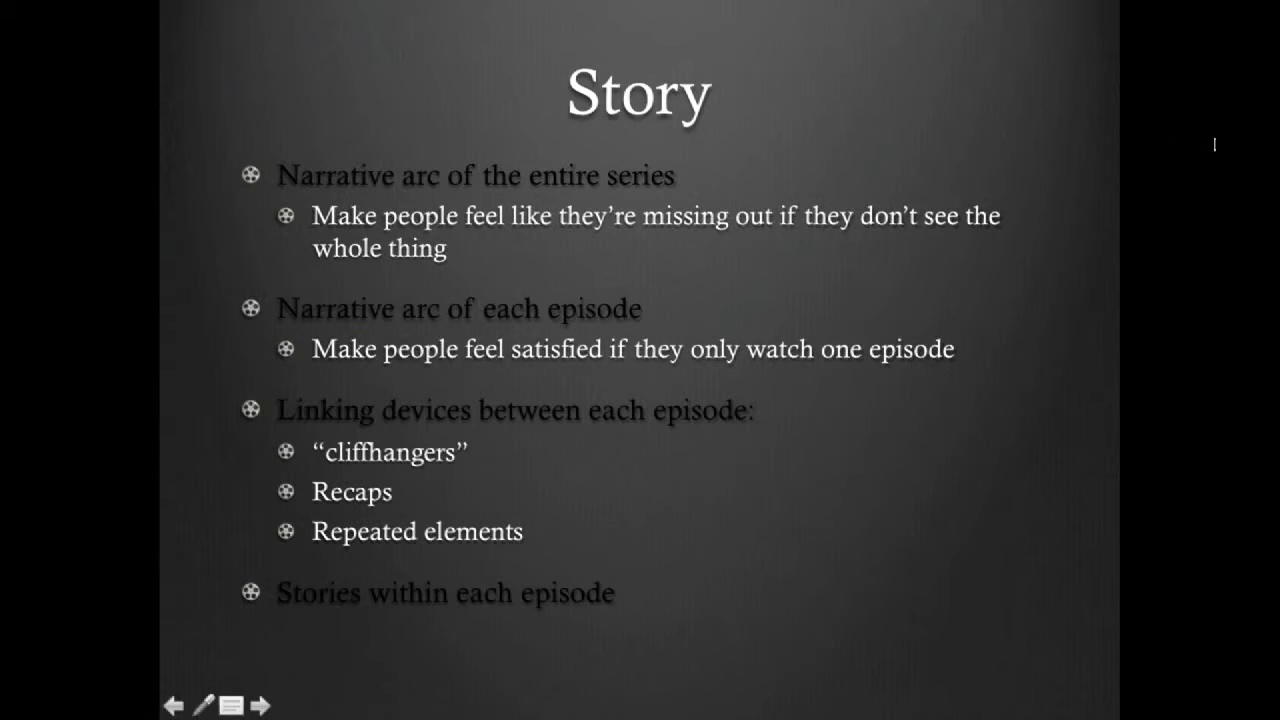 Story
Narrative arc of the entire series
Make people feel like they’re missing out if they don’t see the
whole thing
Narrative arc of each episode
Make people feel satisfied if they only watch one episode
Linking devices between each episode:
“cliffhangers”
Recaps
Repeated elements
Stories within each episode